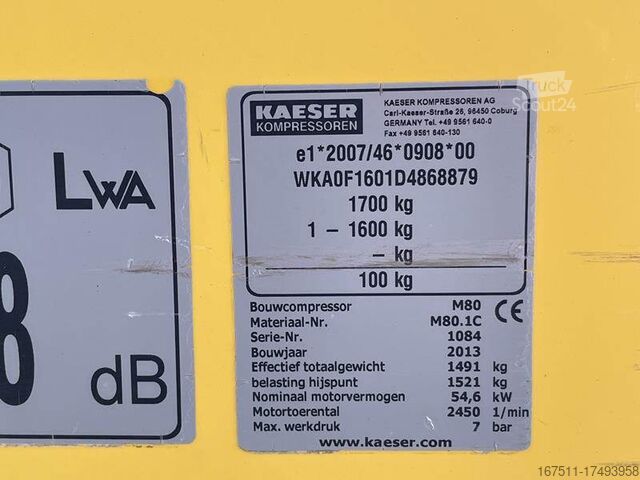 LWA
8
dB
KAESER
KOMPRESSOREN
KAESER KOMPRESSOREN AG
Carl-Kaeser-Straße 26, 96450 Coburg
GERMANY Tel. +49 9561 640-0
Fax +49 9561 640-130
e1*2007/46*0908*00
WKA0F1601D4868879
1700 kg
1 – 1600 kg
– kg
100 kg
Bouwcompressor M80 CE
Materiaal-Nr. M80.1C
Serie-Nr. 1084
Bouwjaar 2013
Effectief totaalgewicht 1491 kg
belasting hijspunt 1521 kg
Nominaal motorvermogen 54,6 kW
Motortoerental 2450 1/min
Max. werkdruk 7 bar
www.kaeser.com
Truck
Scout24
167511-17493958